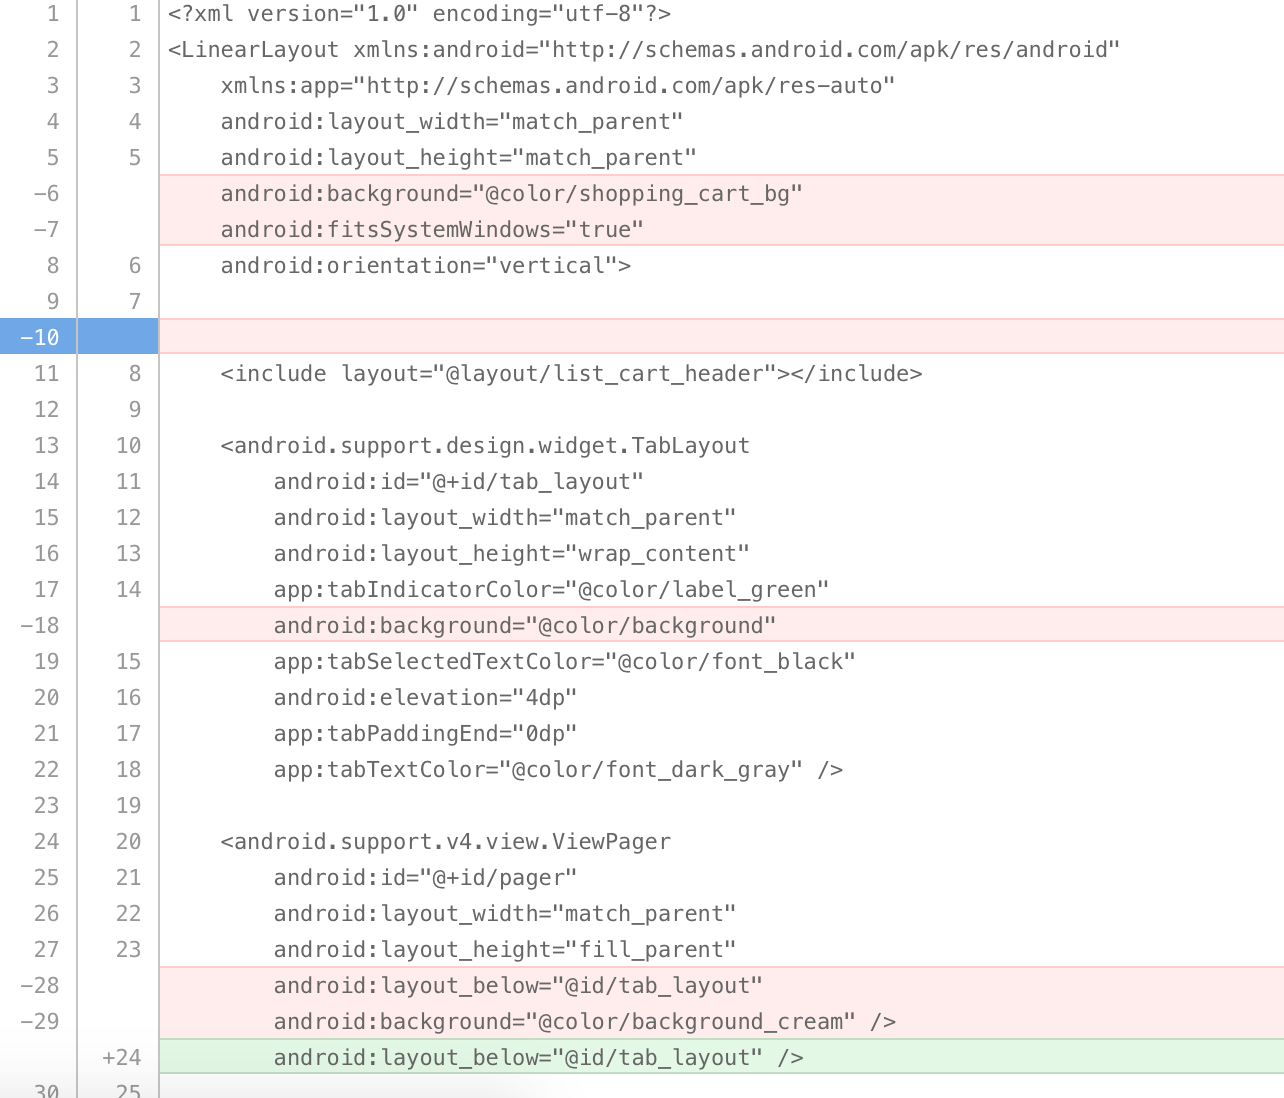 1 1 <?xml version="1.0" encoding="utf-8"?>
2 2 <LinearLayout xmlns:android="http://schemas.android.com/apk/res/android"
3 3 xmlns:app="http://schemas.android.com/apk/res-auto"
4 4 android:layout_width="match_parent"
5 5 android:layout_height="match_parent"
-6 android:background="@color/shopping_cart_bg"
-7 android:fitsSystemWindows="true"
8 6 android:orientation="vertical">
9 7
-10
11 8 <include layout="@layout/list_cart_header"></include>
12 9
13 10 <android.support.design.widget.TabLayout
14 11 android:id="@+id/tab_layout"
15 12 android:layout_width="match_parent"
16 13 android:layout_height="wrap_content"
17 14 app:tabIndicatorColor="@color/label_green"
-18 android:background="@color/background"
19 15 app:tabSelectedTextColor="@color/font_black"
20 16 android:elevation="4dp"
21 17 app:tabPaddingEnd="0dp"
22 18 app:tabTextColor="@color/font_dark_gray" />
23 19
24 20 <android.support.v4.view.ViewPager
25 21 android:id="@+id/pager"
26 22 android:layout_width="match_parent"
27 23 android:layout_height="fill_parent"
-28 android:layout_below="@id/tab_layout"
-29 android:background="@color/background_cream" />
+24 android:layout_below="@id/tab_layout" />
30 25